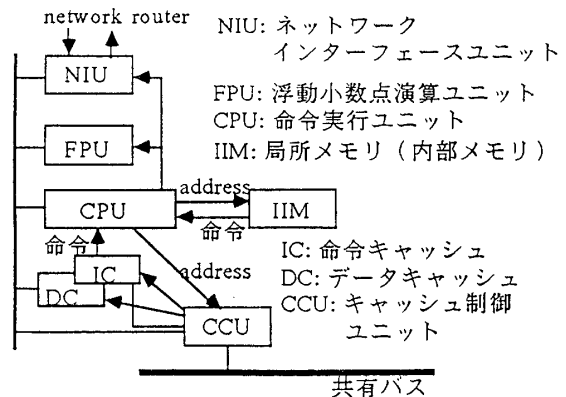 network router
NIU: ネットワーク
インターフェースユニット
NIU
FPU: 浮動小数点演算ユニット
CPU: 命令実行ユニット
IIM: 局所メモリ（内部メモリ）
FPU
address
CPU
IIM
命令
命令
IC: 命令キャッシュ
DC: データキャッシュ
CCU: キャッシュ制御
ユニット
IC
address
DC
CCU
共有バス